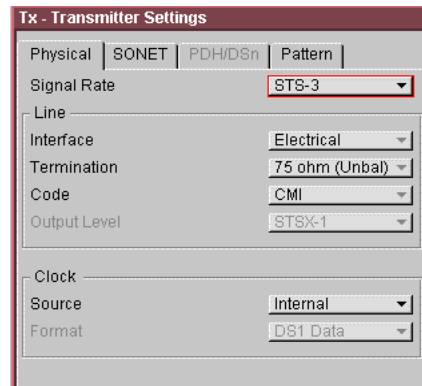 Tx - Transmitter Settings
Physical SONET PDH/DSn Pattern
Signal Rate STS-3
Line
Interface Electrical
Termination 75 ohm (Unbal)
Code CMI
Output Level STSX-1
Clock
Source Internal
Format DS1 Data